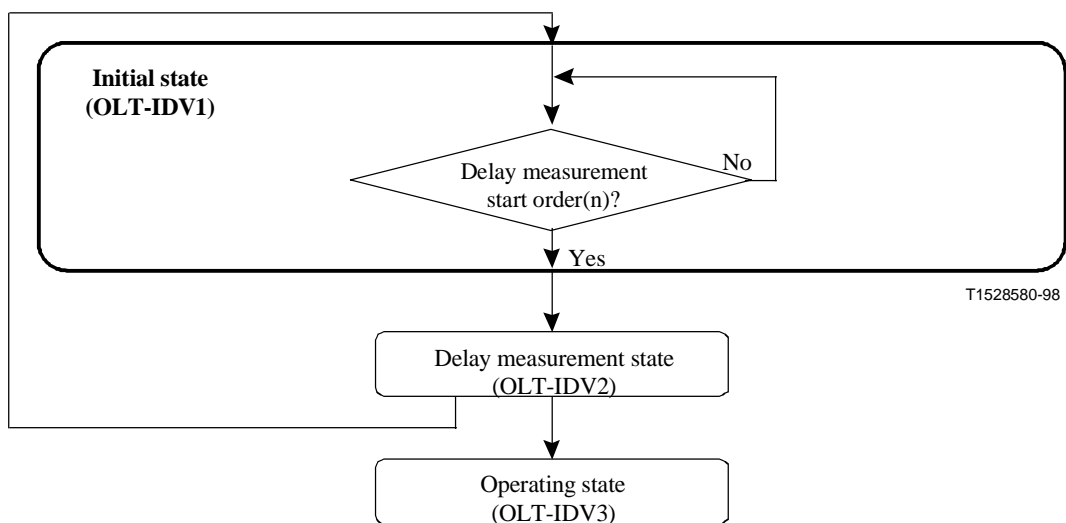 Initial state
(OLT-IDV1)
Delay measurement
start order(n)?
No
Yes
T1528580-98
Delay measurement state
(OLT-IDV2)
Operating state
(OLT-IDV3)